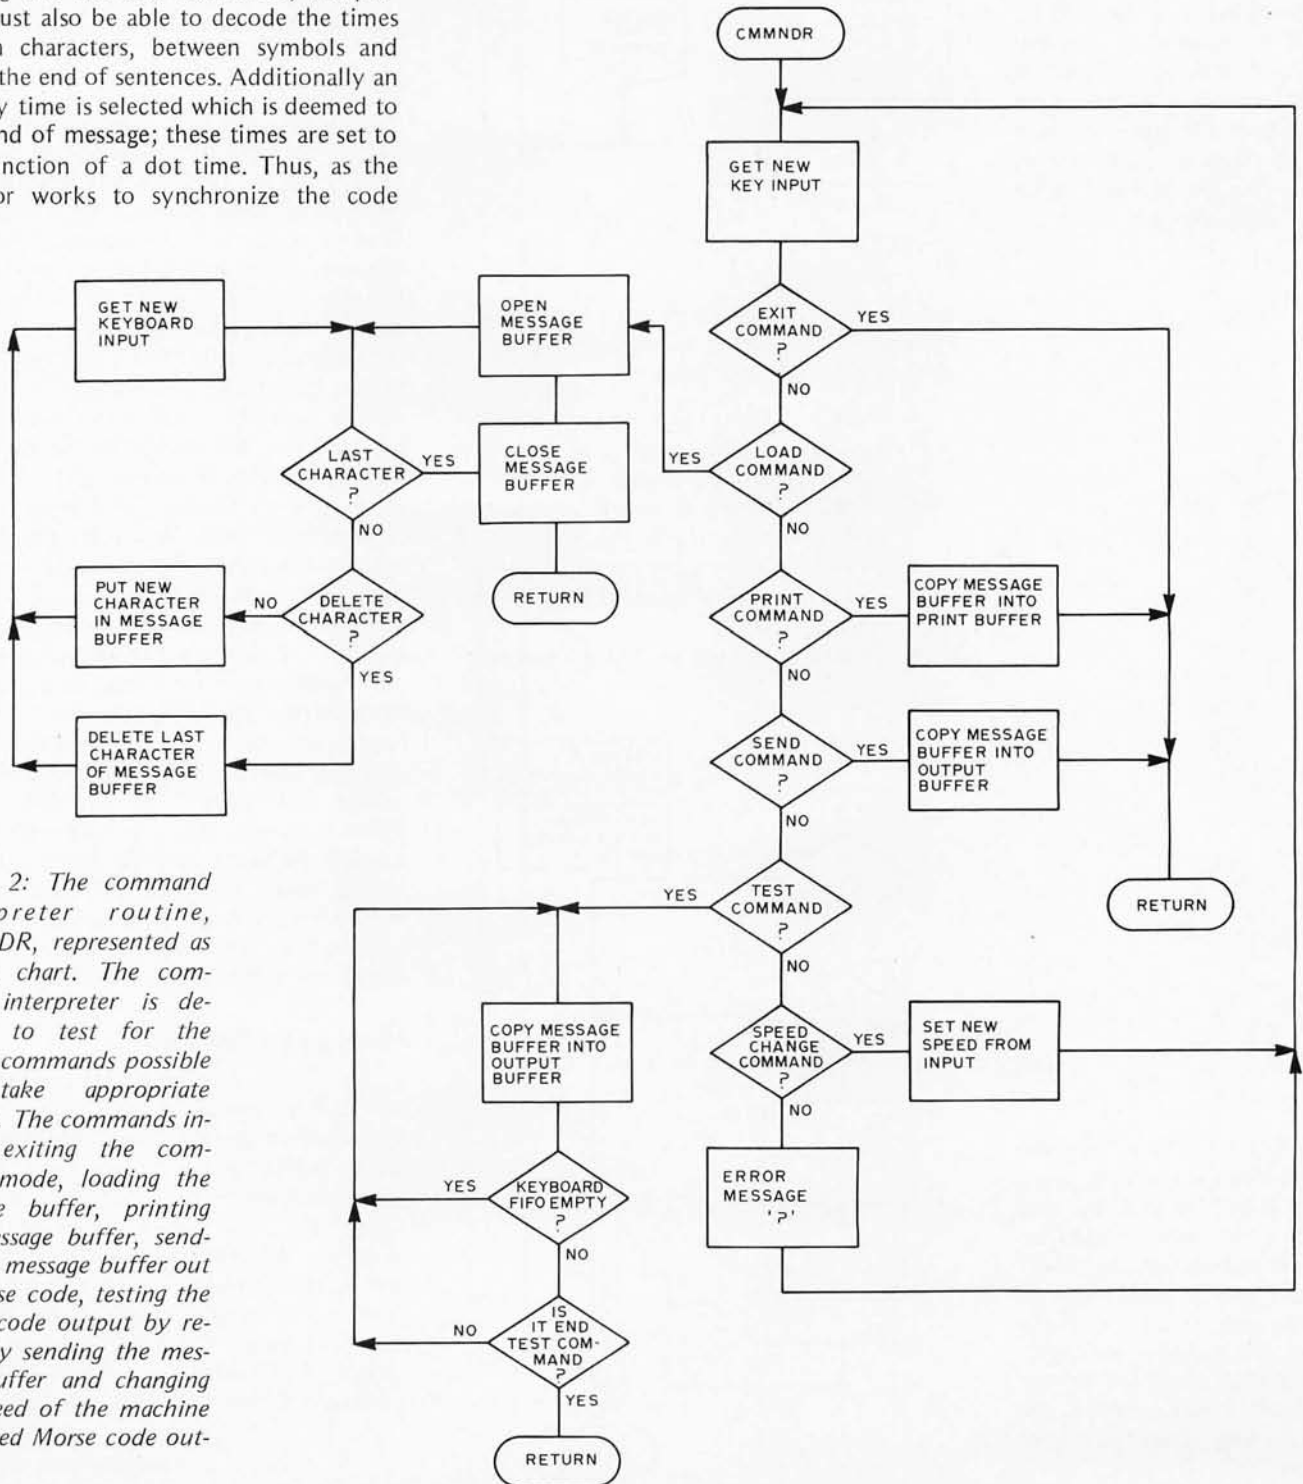 ust also be able to decode the times
characters, between symbols and
the end of sentences. Additionally an
time is selected which is deemed to
nd of message; these times are set to
nction of a dot time. Thus, as the
or works to synchronize the code
CMMNDR
GET NEW
KEY INPUT
EXIT
COMMAND
?
YES
NO
LOAD
COMMAND
?
YES
NO
OPEN
MESSAGE
BUFFER
GET NEW
KEYBOARD
INPUT
LAST
CHARACTER
?
YES
NO
CLOSE
MESSAGE
BUFFER
RETURN
DELETE
CHARACTER
?
NO
YES
PUT NEW
CHARACTER
IN MESSAGE
BUFFER
DELETE LAST
CHARACTER
OF MESSAGE
BUFFER
PRINT
COMMAND
?
YES
NO
COPY MESSAGE
BUFFER INTO
PRINT BUFFER
SEND
COMMAND
?
YES
NO
COPY MESSAGE
BUFFER INTO
OUTPUT
BUFFER
RETURN
TEST
COMMAND
?
YES
NO
COPY MESSAGE
BUFFER INTO
OUTPUT
BUFFER
KEYBOARD
FIFO EMPTY
?
YES
NO
IS
IT END
TEST COM-
MAND
?
NO
YES
RETURN
SPEED
CHANGE
COMMAND
?
YES
NO
SET NEW
SPEED FROM
INPUT
ERROR
MESSAGE
'?'
2: The command
preter routine,
DR, represented as
chart. The com-
interpreter is de-
to test for the
commands possible
take appropriate
. The commands in-
exiting the com-
mode, loading the
e buffer, printing
ssage buffer, send-
message buffer out
se code, testing the
code output by re-
y sending the mes-
uffer and changing
eed of the machine
ed Morse code out-